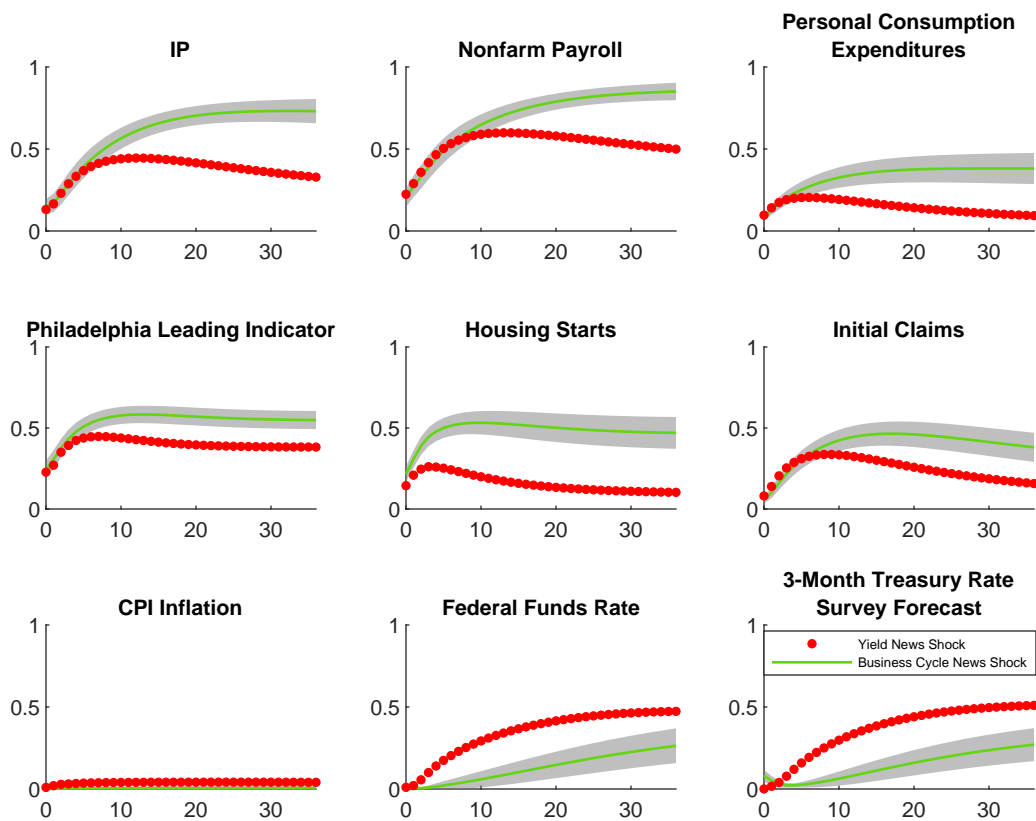 Personal Consumption
IP
Nonfarm Payroll
Expenditures
1
0.5
0
0 10 20 30
1
0.5
0
0 10 20 30
1
0.5
0
0 10 20 30
Philadelphia Leading Indicator
Housing Starts
Initial Claims
1
0.5
0
0 10 20 30
1
0.5
0
0 10 20 30
1
0.5
0
0 10 20 30
CPI Inflation
Federal Funds Rate
3-Month Treasury Rate
Survey Forecast
1
0.5
0
0 10 20 30
1
0.5
0
0 10 20 30
1
0.5
0
0 10 20 30
Yield News Shock
Business Cycle News Shock